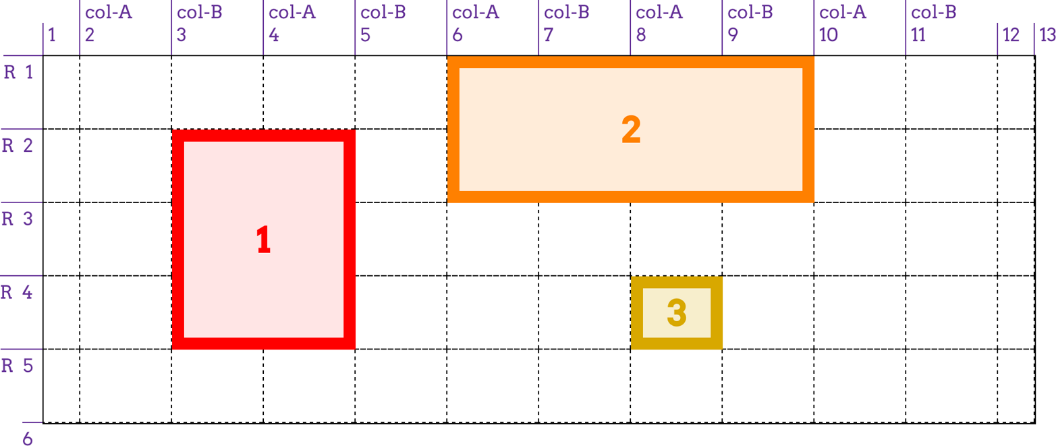 col-A col-B col-A col-B col-A col-B col-A col-B col-A col-B
1 2 3 4 5 6 7 8 9 10 11 12 13
R 1
2
R 2
R 3
1
R 4
3
R 5
6